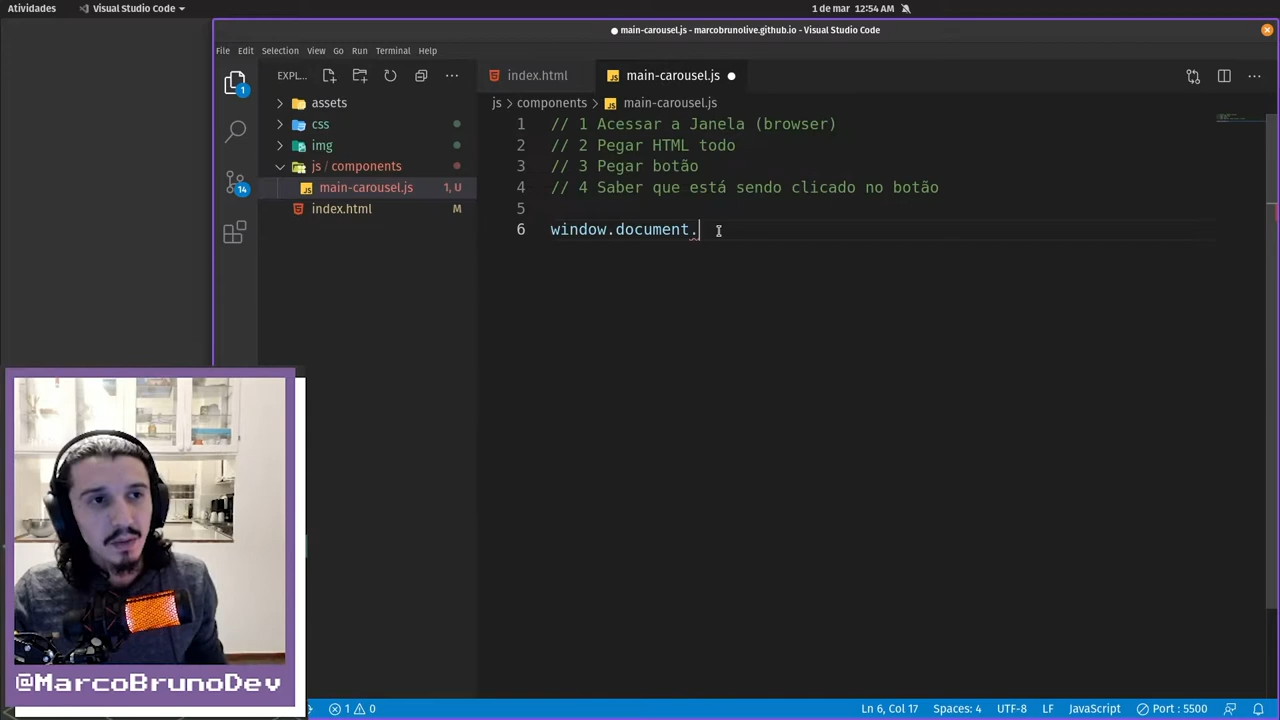 Atividades
Visual Studio Code
1 de mar 12:54 AM
● main-carousel.js - marcobrunolive.github.io - Visual Studio Code
File Edit Selection View Go Run Terminal Help
EXPL...
index.html
main-carousel.js
js > components > main-carousel.js
assets
css
img
js / components
main-carousel.js 1, U
index.html M
1
14
1 // 1 Acessar a Janela (browser)
2 // 2 Pegar HTML todo
3 // 3 Pegar botão
4 // 4 Saber que está sendo clicado no botão
5
6 window.document.
@MarcoBrunoDev
1 0
Ln 6, Col 17 Spaces: 4 UTF-8 LF JavaScript Port : 5500